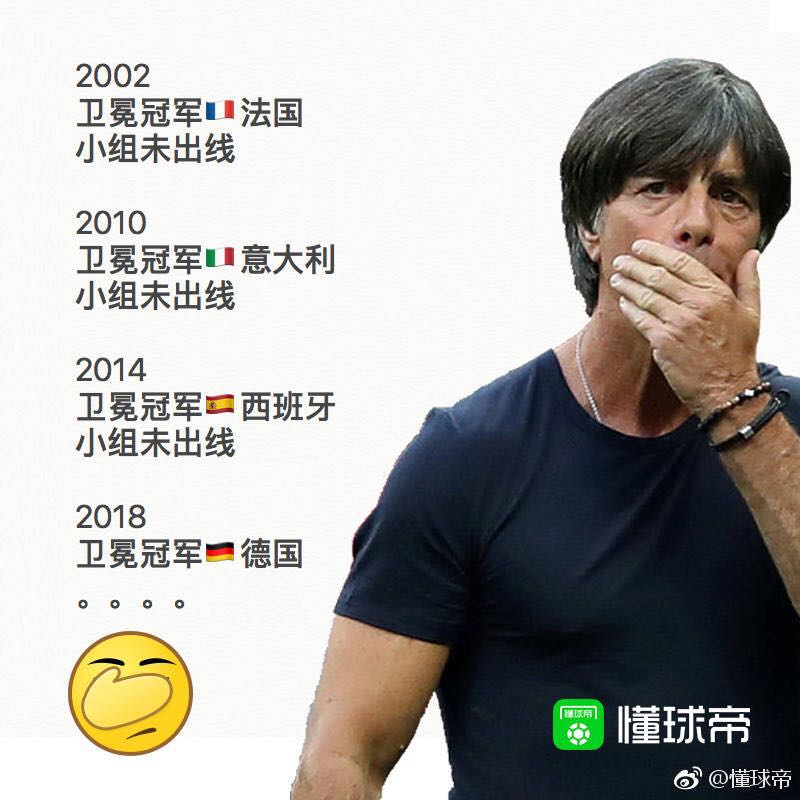 2002
卫冕冠军🇫🇷法国
小组未出线
2010
卫冕冠军🇮🇹意大利
小组未出线
2014
卫冕冠军🇪🇸西班牙
小组未出线
2018
卫冕冠军🇩🇪德国
。。。。
懂球帝
懂球帝
@懂球帝